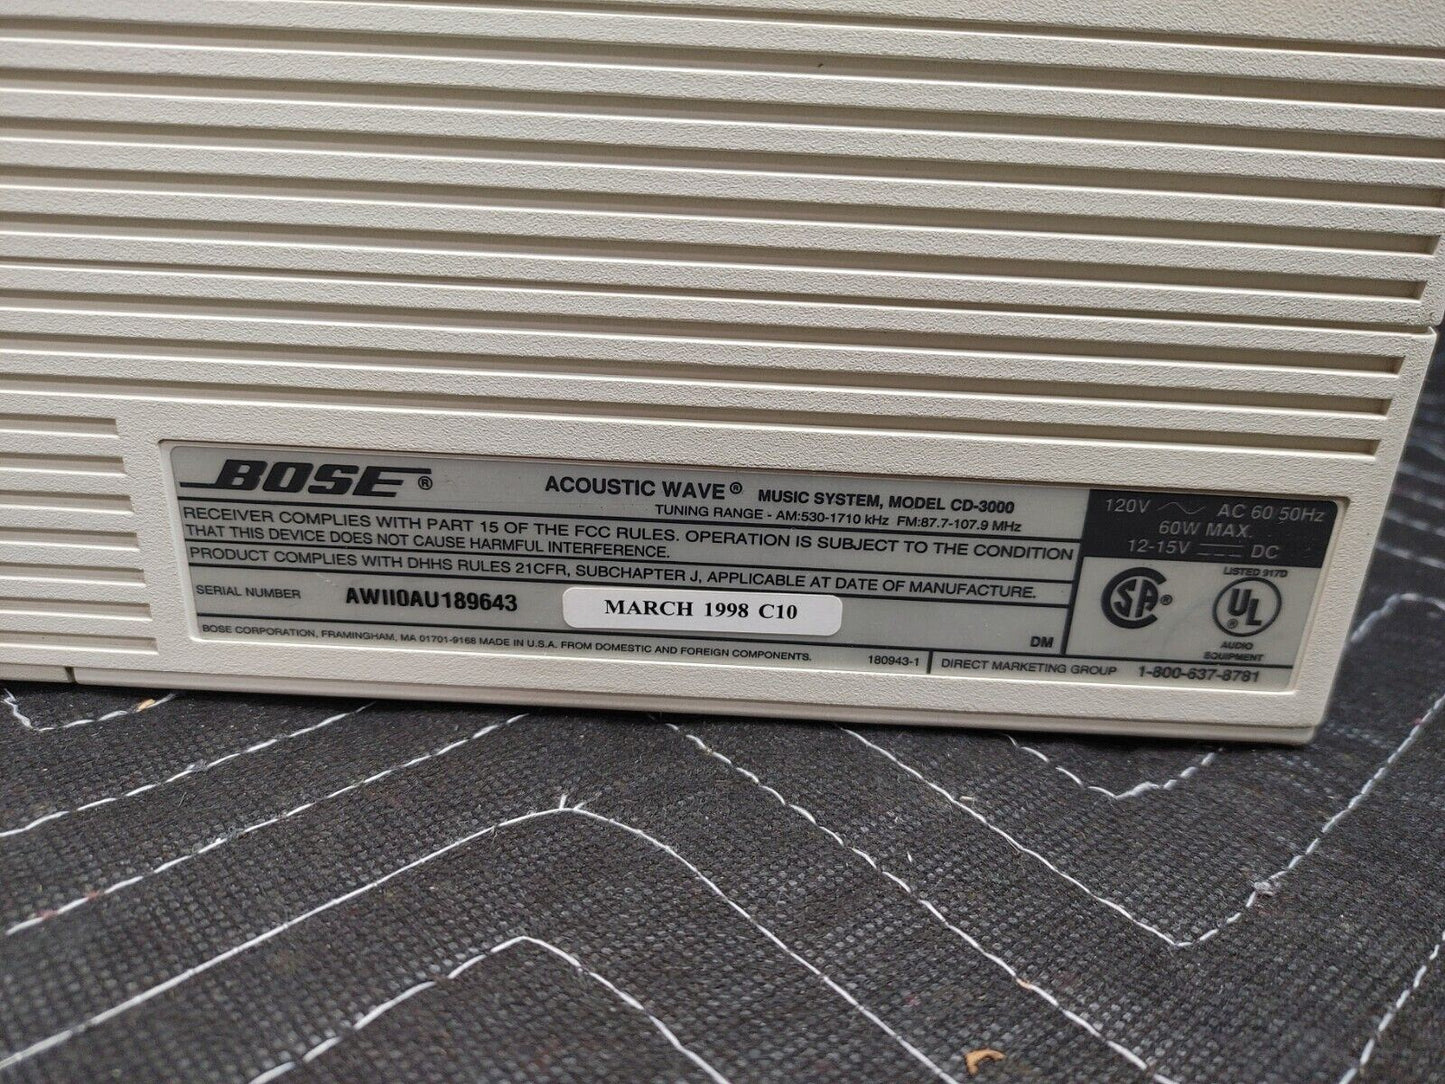 BOSE®
ACOUSTIC WAVE® MUSIC SYSTEM, MODEL CD-3000
TUNING RANGE - AM:530-1710 kHz FM:87.7-107.9 MHz
RECEIVER COMPLIES WITH PART 15 OF THE FCC RULES. OPERATION IS SUBJECT TO THE CONDITION
THAT THIS DEVICE DOES NOT CAUSE HARMFUL INTERFERENCE.
PRODUCT COMPLIES WITH DHHS RULES 21CFR, SUBCHAPTER J, APPLICABLE AT DATE OF MANUFACTURE.
SERIAL NUMBER AWII0AU189643
MARCH 1998 C10
DM
BOSE CORPORATION, FRAMINGHAM, MA 01701-9168 MADE IN U.S.A. FROM DOMESTIC AND FOREIGN COMPONENTS.
180943-1
DIRECT MARKETING GROUP 1-800-637-8781
120V AC 60/50Hz
60W MAX.
12-15V DC
SA®
LISTED 917D
UL®
AUDIO
EQUIPMENT